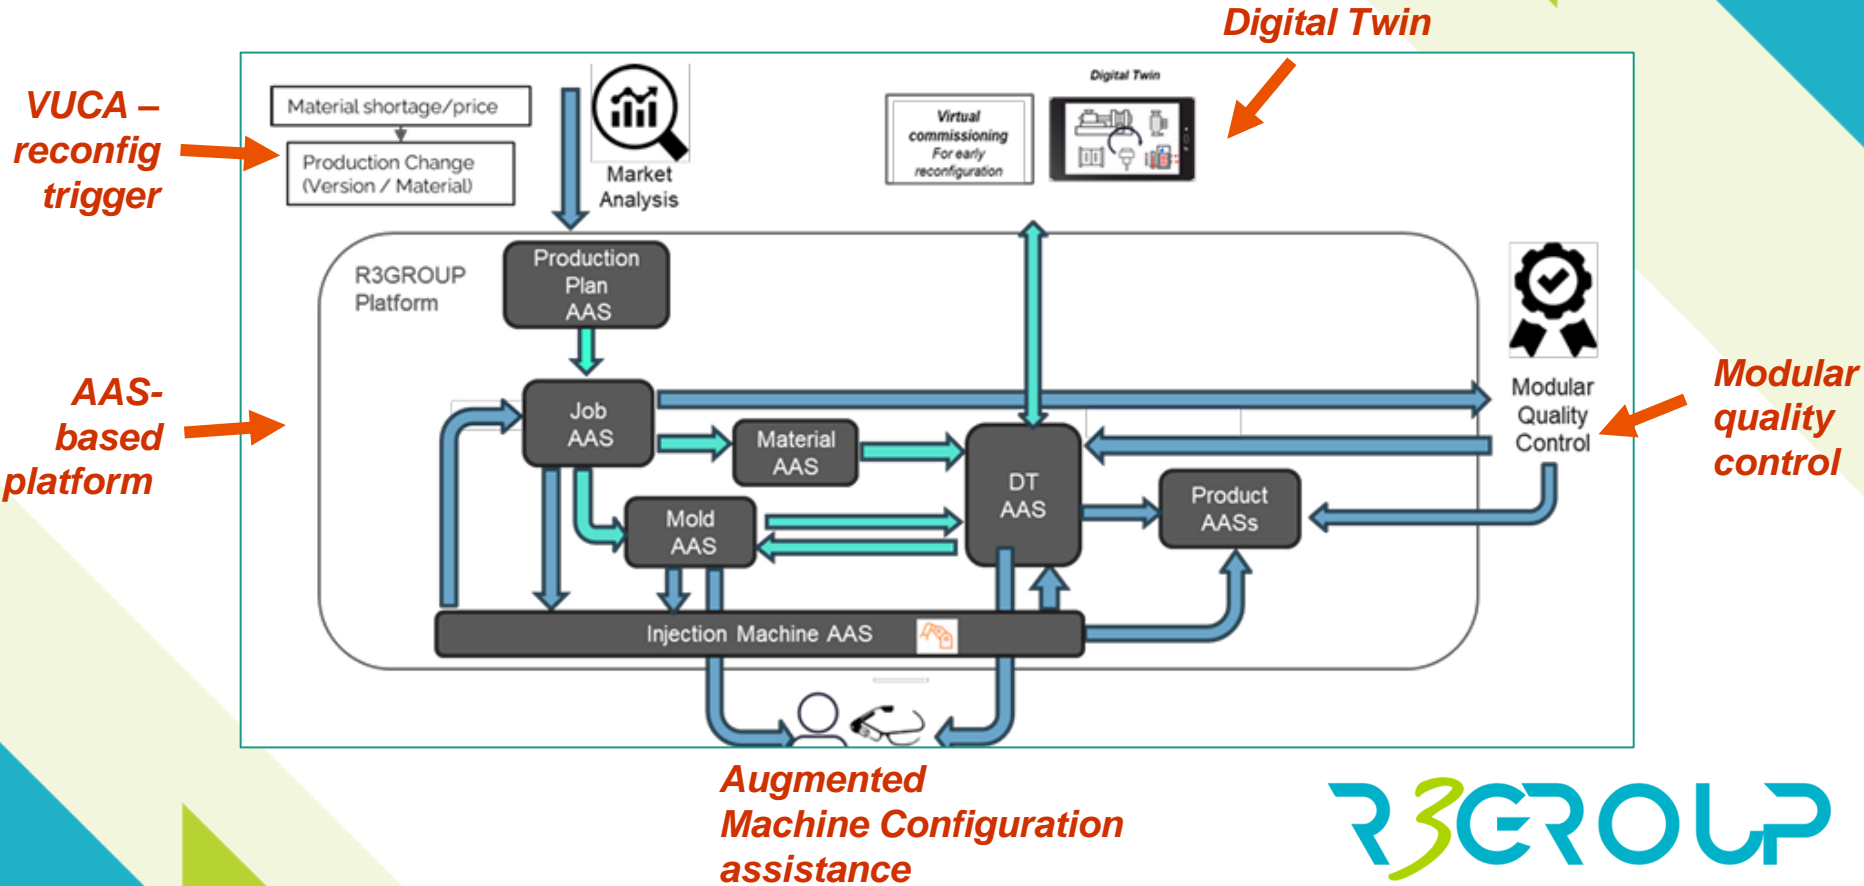 Digital Twin
VUCA –
reconfig
trigger
Material shortage/price
Production Change
(Version / Material)
Market
Analysis
Virtual
commissioning
For early
reconfiguration
Digital Twin
R3GROUP
Platform
Production
Plan
AAS
AAS-
based
platform
Job
AAS
Material
AAS
Mold
AAS
DT
AAS
Product
AASs
Injection Machine AAS
Modular
Quality
Control
Modular
quality
control
Augmented
Machine Configuration
assistance
R3GROUP